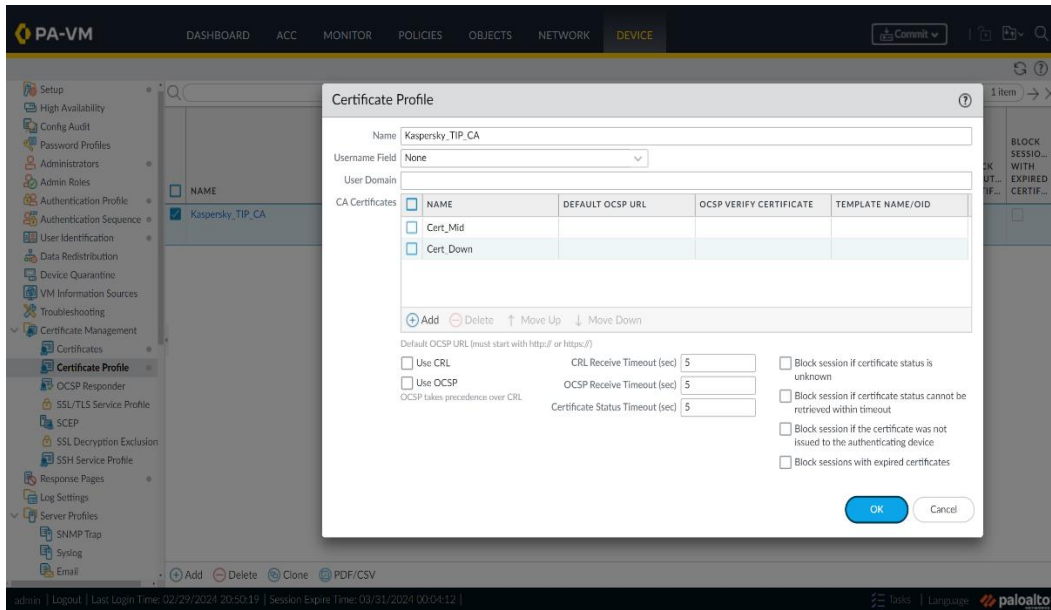 PA-VM
DASHBOARD ACC MONITOR POLICIES OBJECTS NETWORK DEVICE
Commit
1 item
Setup
High Availability
Config Audit
Password Profiles
Administrators
Admin Roles
Authentication Profile
Authentication Sequence
User Identification
Data Redistribution
Device Quarantine
VM Information Sources
Troubleshooting
Certificate Management
Certificates
Certificate Profile
OCSP Responder
SSL/TLS Service Profile
SCEP
SSL Decryption Exclusion
SSH Service Profile
Response Pages
Log Settings
Server Profiles
SNMP Trap
Syslog
Email
NAME
Kaspersky_TIP_CA
BLOCK
SESSIO...
WITH
EXPIRED
CERTIF...
Certificate Profile
Name Kaspersky_TIP_CA
Username Field None
User Domain
CA Certificates NAME DEFAULT OCSP URL OCSP VERIFY CERTIFICATE TEMPLATE NAME/OID
Cert_Mid
Cert_Down
Add Delete Move Up Move Down
Default OCSP URL (must start with http:// or https://)
Use CRL
Use OCSP
OCSP takes precedence over CRL
CRL Receive Timeout (sec) 5
OCSP Receive Timeout (sec) 5
Certificate Status Timeout (sec) 5
Block session if certificate status is
unknown
Block session if certificate status cannot be
retrieved within timeout
Block session if the certificate was not
issued to the authenticating device
Block sessions with expired certificates
OK Cancel
Add Delete Clone PDF/CSV
admin | Logout | Last Login Time: 02/29/2024 20:50:19 | Session Expire Time: 03/31/2024 00:04:12 |
Tasks | Language paloalto